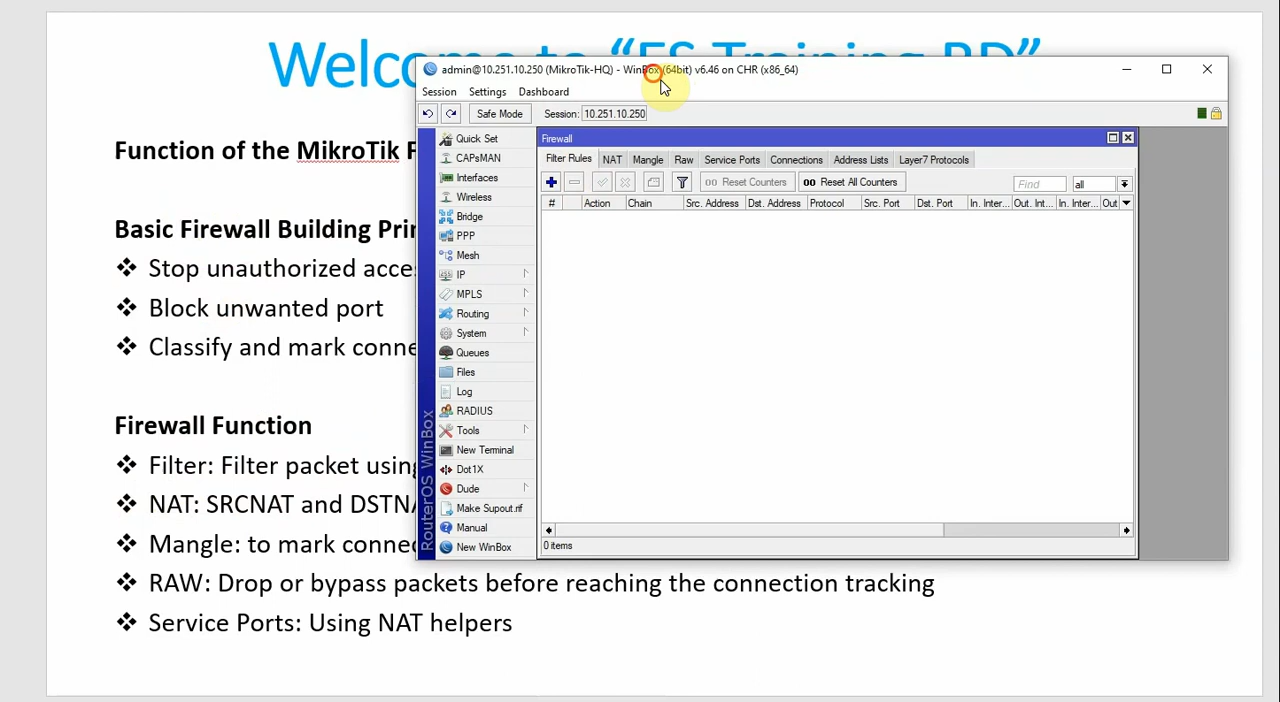 Welc
admin@10.251.10.250 (MikroTik-HQ) - WinBox (64bit) v6.46 on CHR (x86_64)
Session Settings Dashboard
Safe Mode Session: 10.251.10.250
Function of the MikroTik F
Basic Firewall Building Prin
❖ Stop unauthorized acce
❖ Block unwanted port
❖ Classify and mark conne
Firewall Function
❖ Filter: Filter packet using
❖ NAT: SRCNAT and DSTNA
❖ Mangle: to mark connec
❖ RAW: Drop or bypass packets before reaching the connection tracking
❖ Service Ports: Using NAT helpers
RouterOS WinBox
Quick Set
CAPsMAN
Interfaces
Wireless
Bridge
PPP
Mesh
IP
MPLS
Routing
System
Queues
Files
Log
RADIUS
Tools
New Terminal
Dot1X
Dude
Make Supout.rif
Manual
New WinBox
Firewall
Filter Rules NAT Mangle Raw Service Ports Connections Address Lists Layer7 Protocols
00 Reset Counters 00 Reset All Counters Find all
# Action Chain Src. Address Dst. Address Protocol Src. Port Dst. Port In. Inter... Out. Int... In. Inter... Out
0 items